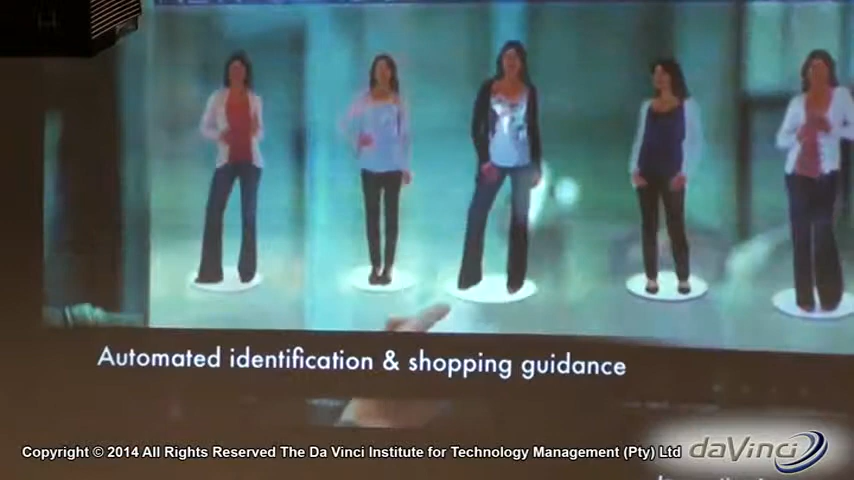 Automated identification & shopping guidance
Copyright © 2014 All Rights Reserved The Da Vinci Institute for Technology Management (Pty) Ltd
daVinci